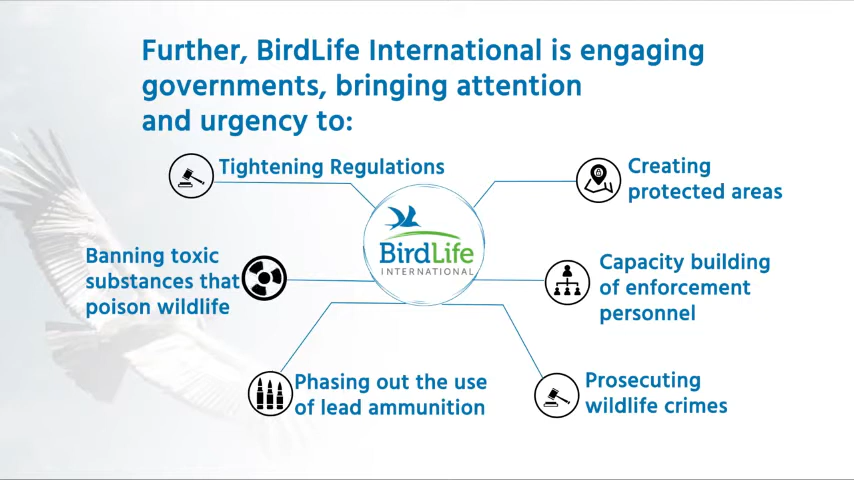 Further, BirdLife International is engaging
governments, bringing attention
and urgency to:
Tightening Regulations
Creating
protected areas
BirdLife
INTERNATIONAL
Banning toxic
substances that
poison wildlife
Capacity building
of enforcement
personnel
Phasing out the use
of lead ammunition
Prosecuting
wildlife crimes